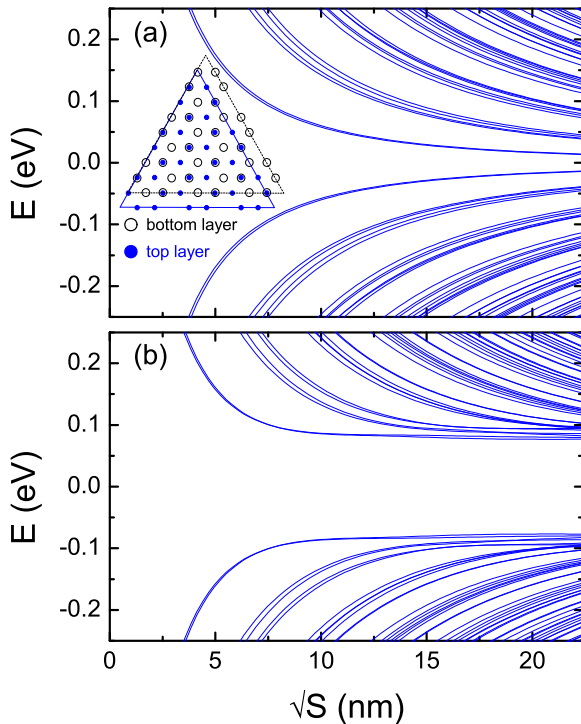 (a)
0.2
0.1
0.0
-0.1
-0.2
E (eV)
bottom layer
top layer
(b)
0.2
0.1
0.0
-0.1
-0.2
E (eV)
0 5 10 15 20
√S (nm)